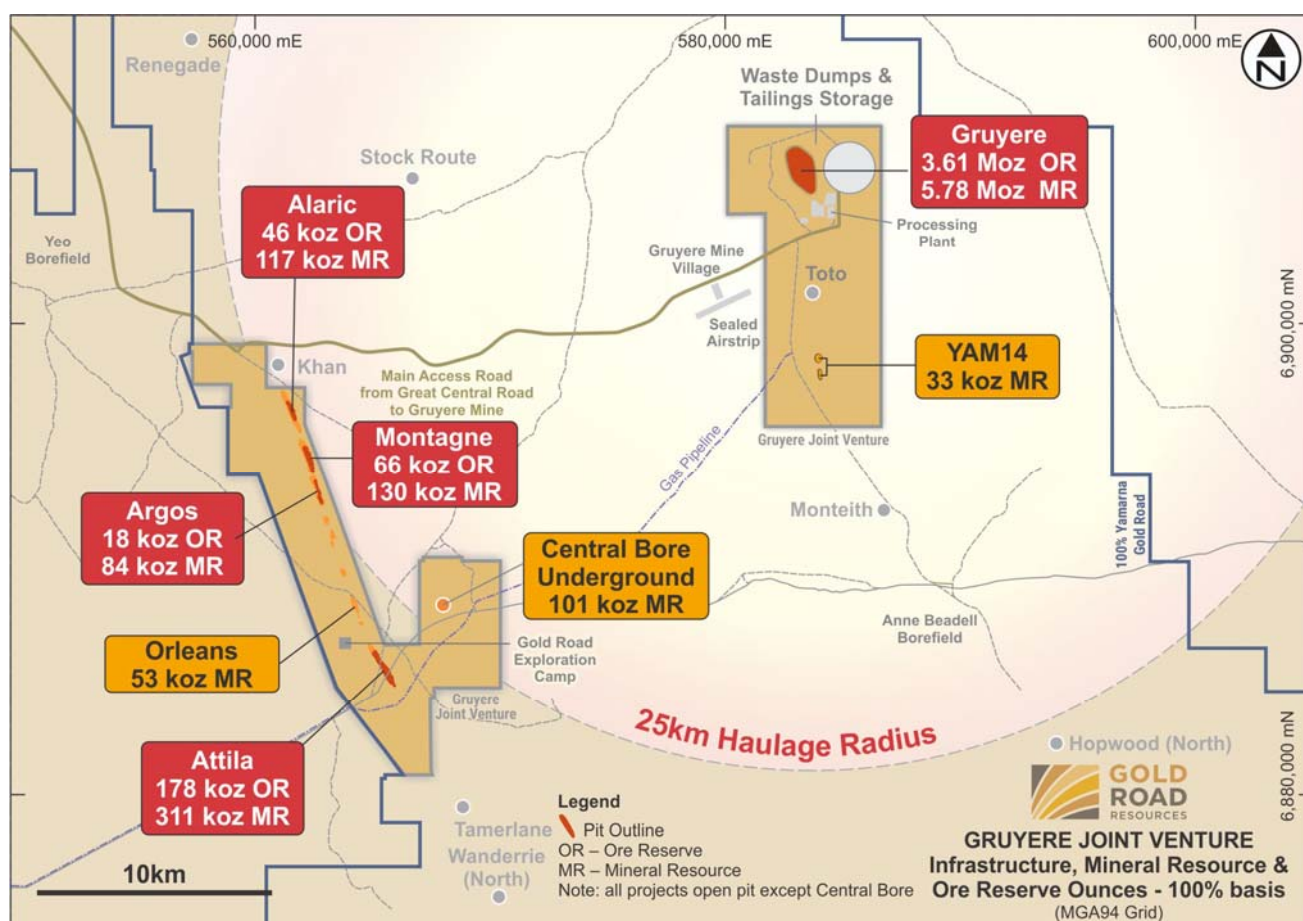 560,000 mE
580,000 mE
600,000 mE
N
Renegade
Waste Dumps &
Tailings Storage
Gruyere
3.61 Moz OR
5.78 Moz MR
Stock Route
Alaric
46 koz OR
117 koz MR
Processing
Plant
Yeo
Borefield
Gruyere Mine
Village
Toto
Sealed
Airstrip
6,900,000 mN
YAM14
33 koz MR
Khan
Main Access Road
from Great Central Road
to Gruyere Mine
Gruyere Joint Venture
Montagne
66 koz OR
130 koz MR
Gas Pipeline
Argos
18 koz OR
84 koz MR
Monteith
100% Yamarna
Gold Road
Central Bore
Underground
101 koz MR
Anne Beadell
Borefield
Orleans
53 koz MR
Gold Road
Exploration
Camp
Gruyere
Joint Venture
25km Haulage Radius
Attila
178 koz OR
311 koz MR
Hopwood (North)
6,880,000 mN
GOLD
ROAD
RESOURCES
Tamerlane
Wanderrie
(North)
Legend
Pit Outline
OR – Ore Reserve
MR – Mineral Resource
Note: all projects open pit except Central Bore
10km
GRUYERE JOINT VENTURE
Infrastructure, Mineral Resource &
Ore Reserve Ounces - 100% basis
(MGA94 Grid)